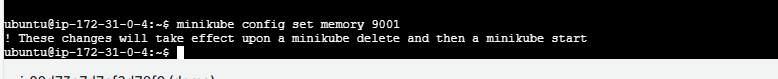 ubuntu@ip-172-31-0-4:~$ minikube config set memory 9001
! These changes will take effect upon a minikube delete and then a minikube start
ubuntu@ip-172-31-0-4:~$